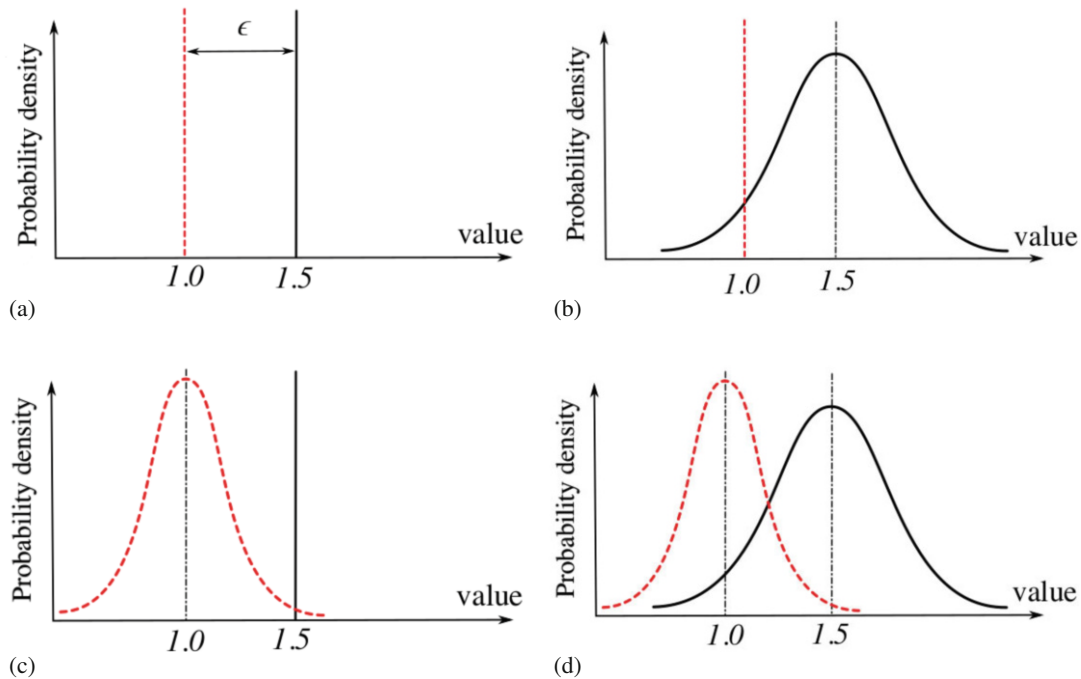 ϵ
Probability density
value
1.0
1.5
(a)
Probability density
value
1.0
1.5
(b)
Probability density
value
1.0
1.5
(c)
Probability density
value
1.0
1.5
(d)